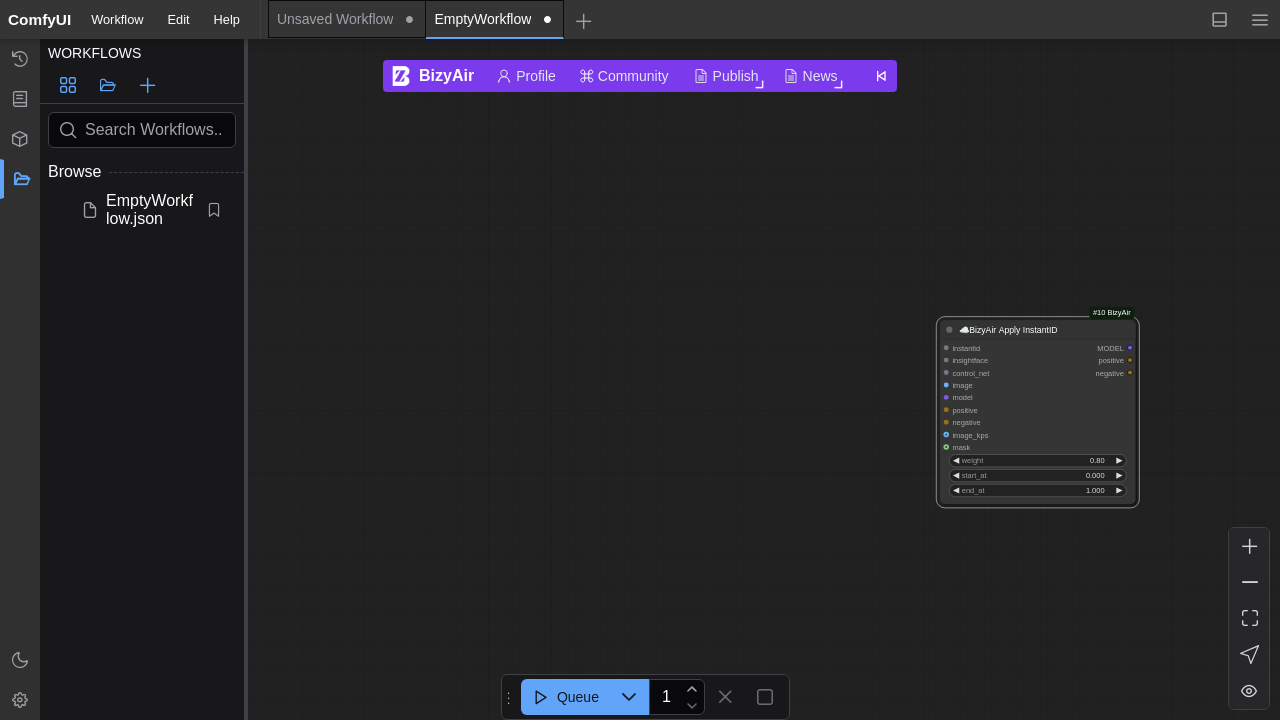 ComfyUI Workflow Edit Help Unsaved Workflow EmptyWorkflow
WORKFLOWS
BizyAir Profile Community Publish News
Search Workflows..
Browse
EmptyWorkf
low.json
#10 BizyAir
BizyAir Apply InstantID
instantid MODEL
insightface positive
control_net negative
image
model
positive
negative
image_kps
mask
weight 0.80
start_at 0.000
end_at 1.000
Queue 1